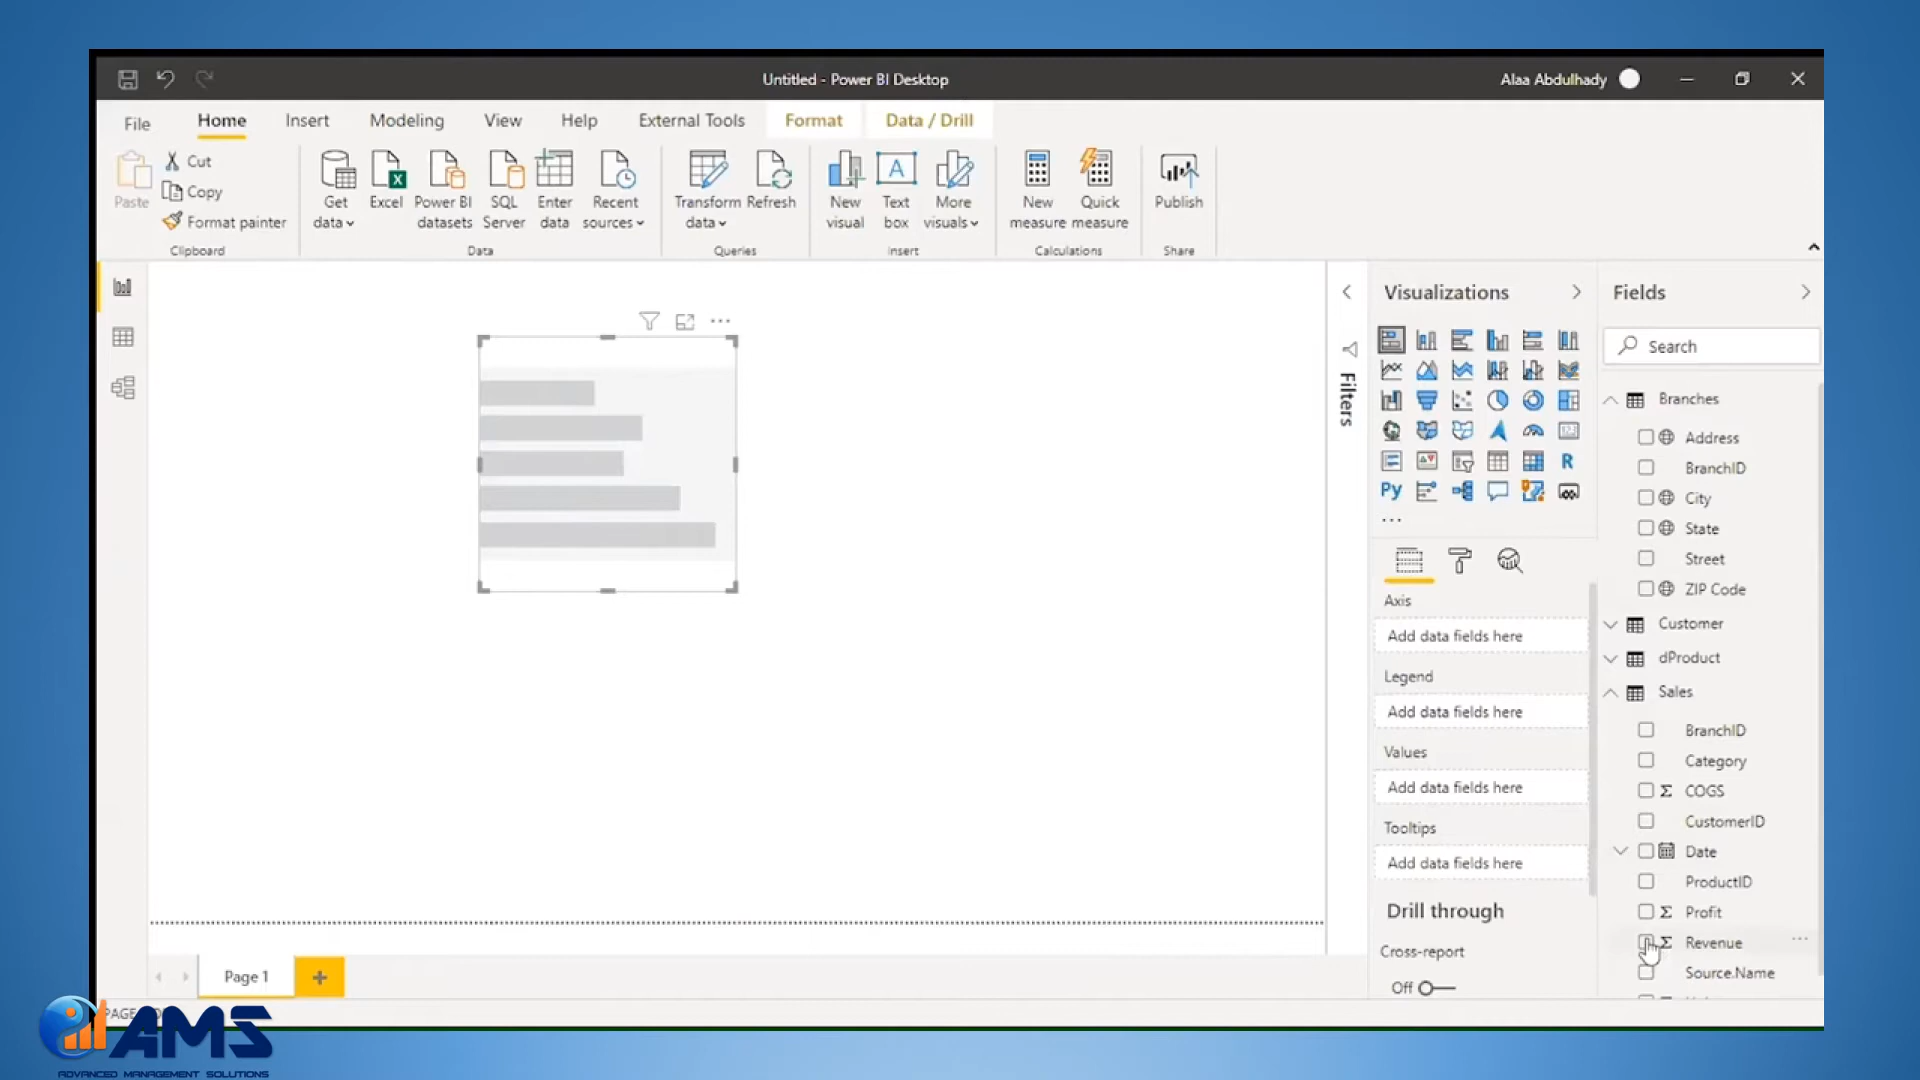 Untitled - Power BI Desktop
Alaa Abdulhady
File
Home
Insert
Modeling
View
Help
External Tools
Format
Data / Drill
Paste
Cut
Copy
Format painter
Clipboard
Get data
Excel
Power BI datasets
SQL Server
Enter data
Recent sources
Data
Transform data
Refresh
Queries
New visual
A
Text box
More visuals
Insert
New measure
Quick measure
Calculations
Publish
Share
Filters
Visualizations
R
Py
Axis
Add data fields here
Legend
Add data fields here
Values
Add data fields here
Tooltips
Add data fields here
Drill through
Cross-report
Off
Fields
Search
Branches
Address
BranchID
City
State
Street
ZIP Code
Customer
dProduct
Sales
BranchID
Category
Σ COGS
CustomerID
Date
ProductID
Σ Profit
Σ Revenue
Source.Name
Page 1
PAGE
AMS
ADVANCED MANAGEMENT SOLUTIONS